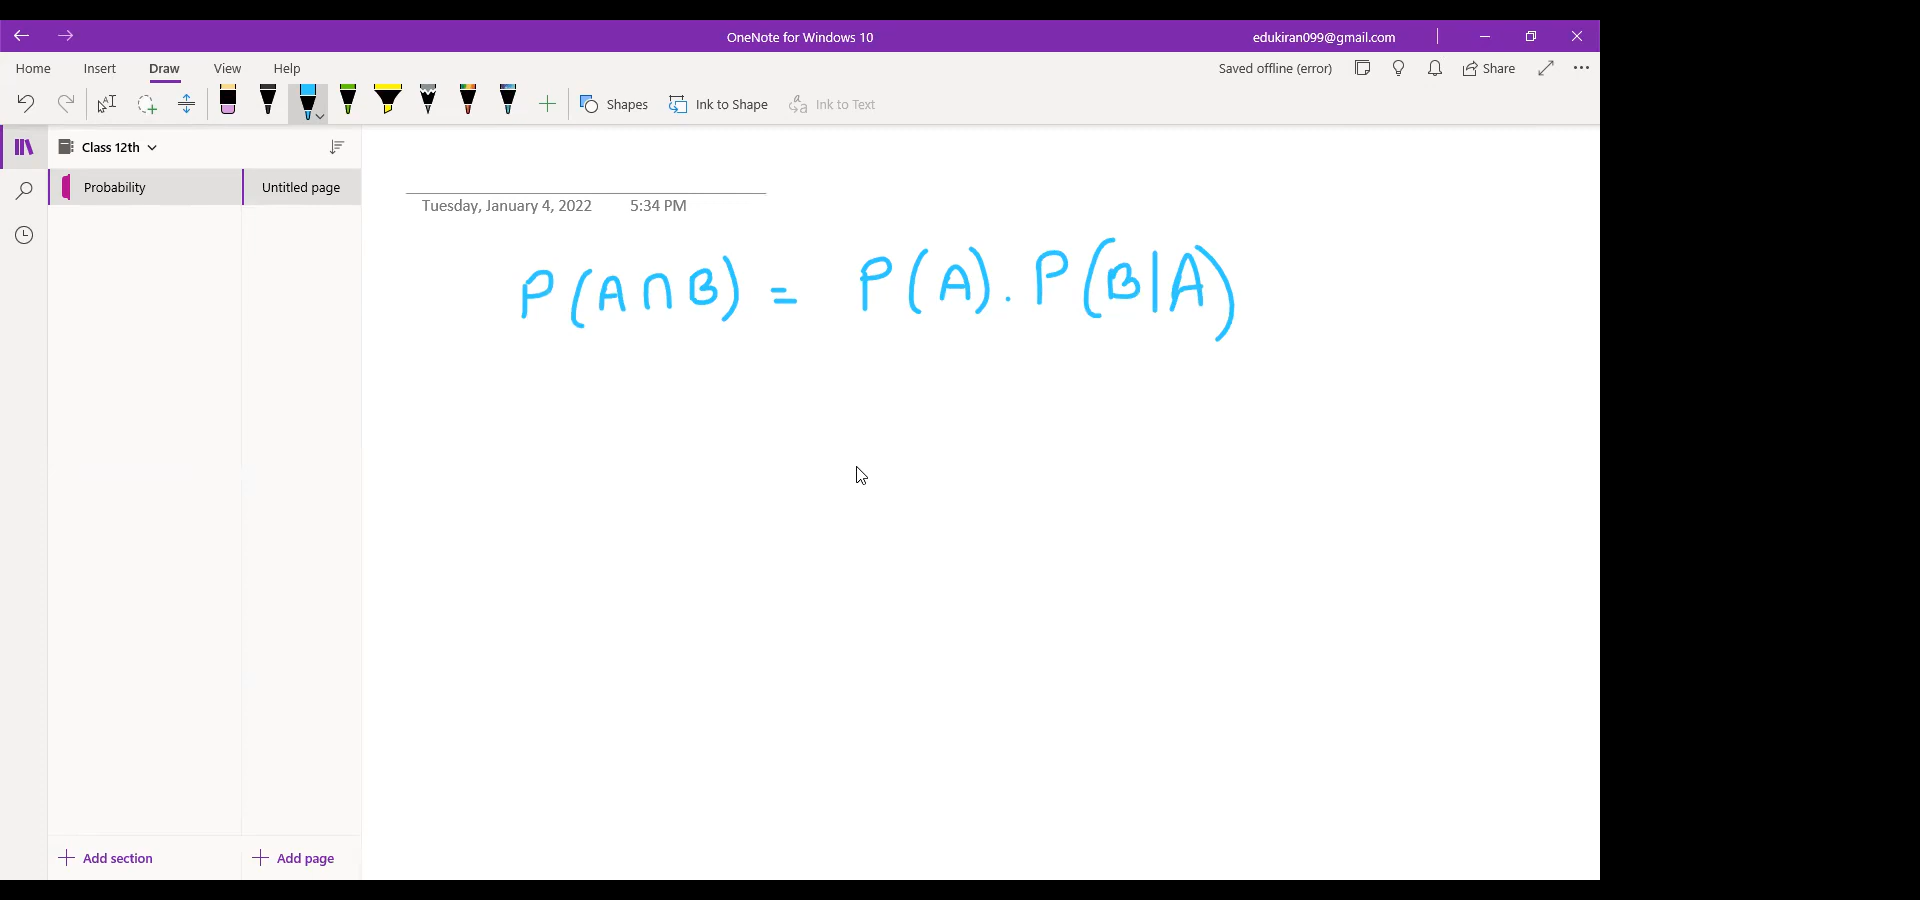 OneNote for Windows 10 edukiran099@gmail.com
Home Insert Draw View Help Saved offline (error) Share
Shapes Ink to Shape Ink to Text
Class 12th
Probability Untitled page
Tuesday, January 4, 2022 5:34 PM
P(A∩B) = P(A).P(B|A)
Add section Add page